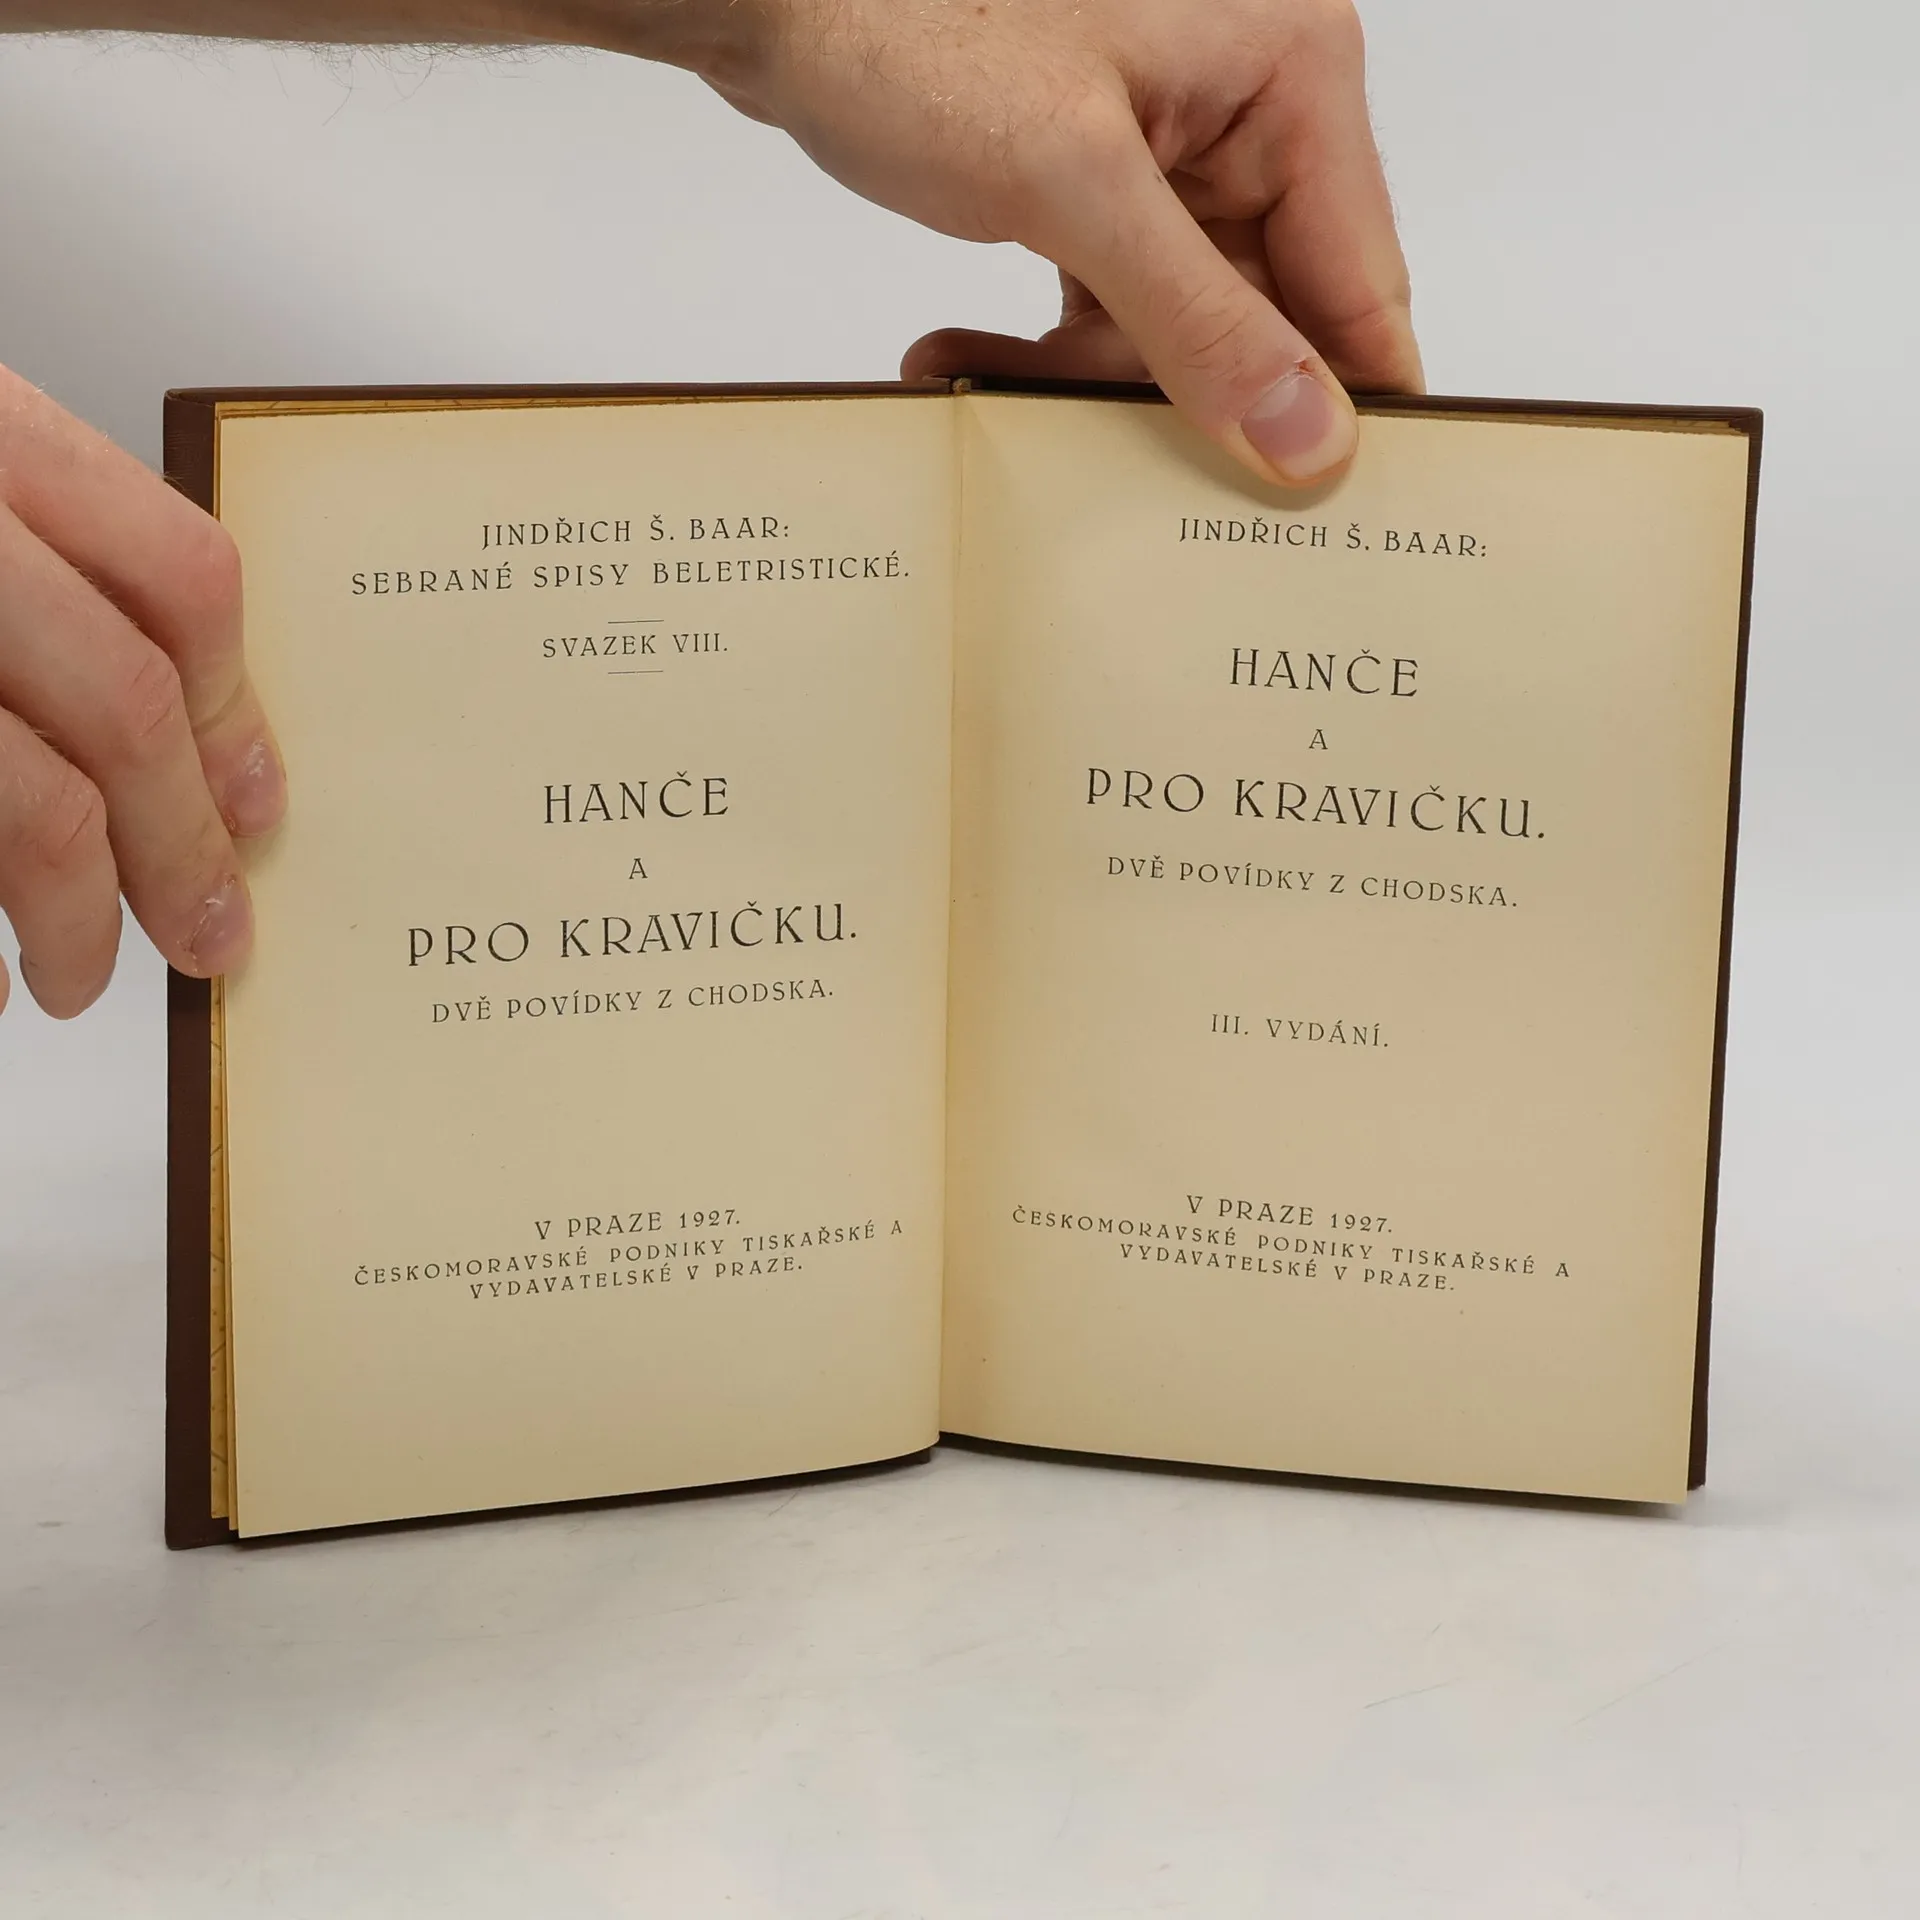 JINDŘICH Š. BAAR:
SEBRANÉ SPISY BELETRISTICKÉ.
SVAZEK VIII.
HANČE
A
PRO KRAVIČKU.
DVĚ POVÍDKY Z CHODSKA.
V PRAZE 1927.
ČESKOMORAVSKÉ PODNIKY TISKAŘSKÉ A
VYDAVATELSKÉ V PRAZE.
JINDŘICH Š. BAAR:
HANČE
A
PRO KRAVIČKU.
DVĚ POVÍDKY Z CHODSKA.
III. VYDÁNÍ.
V PRAZE 1927.
ČESKOMORAVSKÉ PODNIKY TISKAŘSKÉ A
VYDAVATELSKÉ V PRAZE.